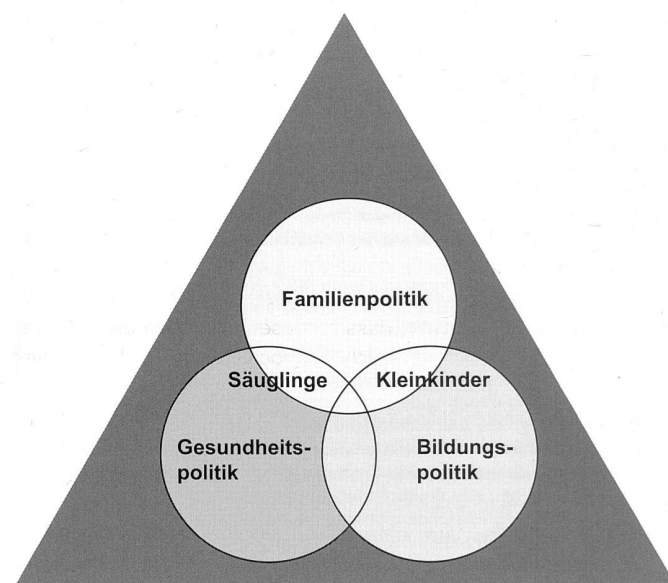 Familienpolitik
Säuglinge
Kleinkinder
Gesundheits-
politik
Bildungs-
politik